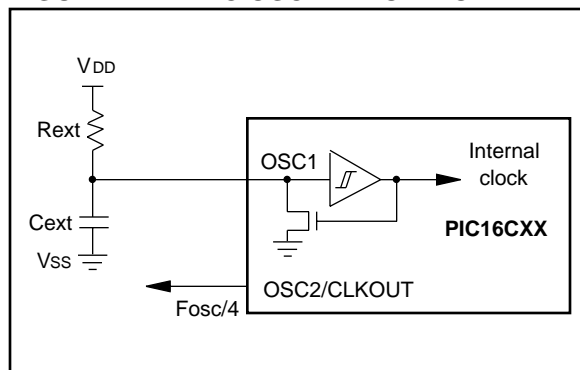 VDD
Rext
OSC1
Internal
clock
Cext
PIC16CXX
VSS
OSC2/CLKOUT
Fosc/4